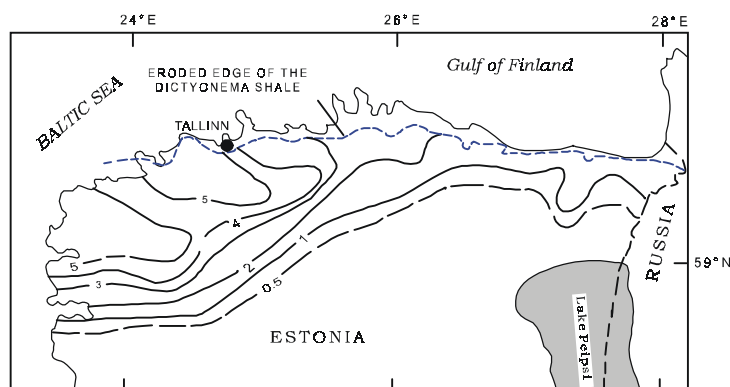 24°E
26°E
28°E
BALTIC SEA
ERODED EDGE OF THE
DICTYONEMA SHALE
Gulf of Finland
TALLINN
5
4
5
3
2
1
0.5
RUSSIA
59°N
ESTONIA
Lake Peipsi